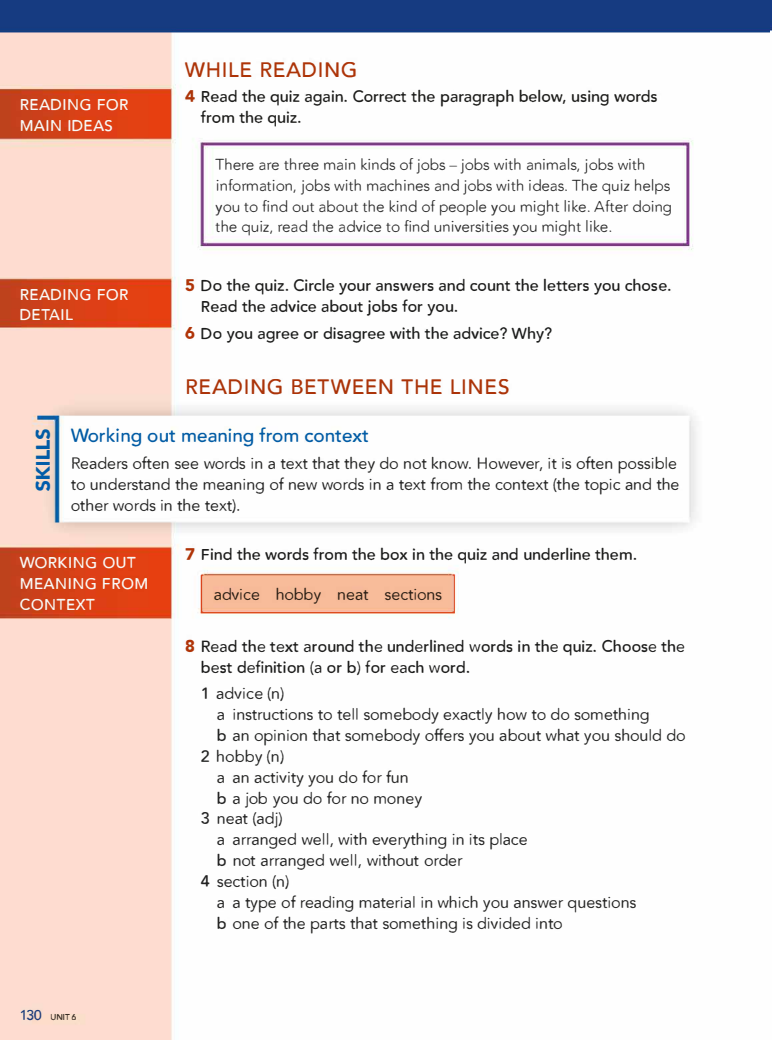 WHILE READING
READING FOR
MAIN IDEAS
4 Read the quiz again. Correct the paragraph below, using words
from the quiz.
There are three main kinds of jobs – jobs with animals, jobs with
information, jobs with machines and jobs with ideas. The quiz helps
you to find out about the kind of people you might like. After doing
the quiz, read the advice to find universities you might like.
READING FOR
DETAIL
5 Do the quiz. Circle your answers and count the letters you chose.
Read the advice about jobs for you.
6 Do you agree or disagree with the advice? Why?
READING BETWEEN THE LINES
SKILLS
Working out meaning from context
Readers often see words in a text that they do not know. However, it is often possible
to understand the meaning of new words in a text from the context (the topic and the
other words in the text).
WORKING OUT
MEANING FROM
CONTEXT
7 Find the words from the box in the quiz and underline them.
advice hobby neat sections
8 Read the text around the underlined words in the quiz. Choose the
best definition (a or b) for each word.
1 advice (n)
a instructions to tell somebody exactly how to do something
b an opinion that somebody offers you about what you should do
2 hobby (n)
a an activity you do for fun
b a job you do for no money
3 neat (adj)
a arranged well, with everything in its place
b not arranged well, without order
4 section (n)
a a type of reading material in which you answer questions
b one of the parts that something is divided into
130 UNIT 6